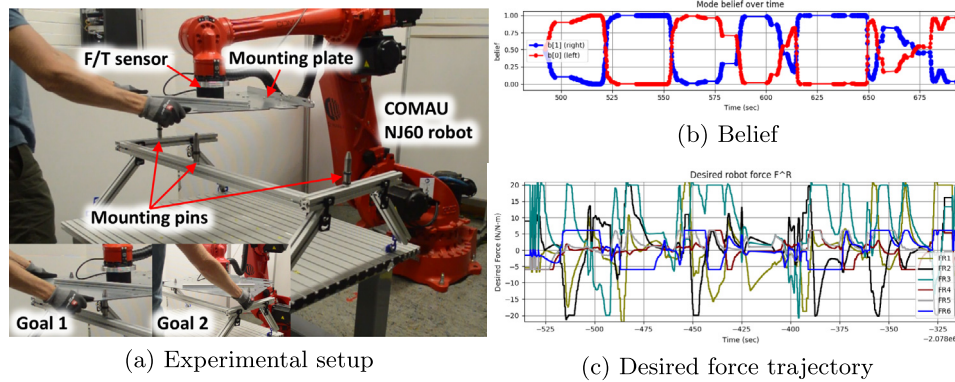 F/T sensor
Mounting plate
COMAU
NJ60 robot
Mounting pins
Goal 1
Goal 2
(a) Experimental setup
Mode belief over time
belief
1.00
0.75
0.50
0.25
0.00
b[1] (right)
b[0] (left)
500 525 550 575 600 625 650 675
Time (sec)
(b) Belief
Desired robot force F^R
Desired Force (N/N·m)
20
15
10
5
0
−5
−10
−15
−20
FR1
FR2
FR3
FR4
FR5
FR6
−525 −500 −475 −450 −425 −400 −375 −350 −325
Time (sec)
(c) Desired force trajectory